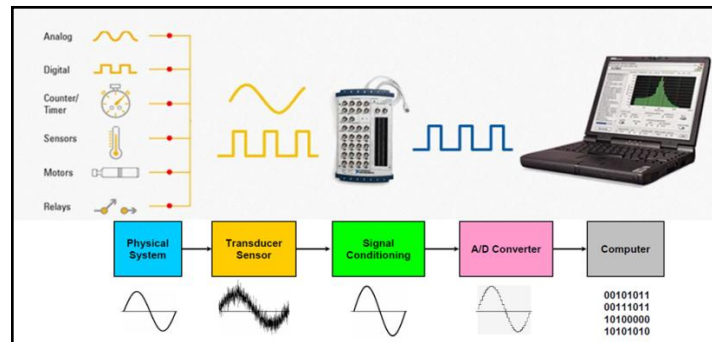 Analog
Digital
Counter/
Timer
Sensors
Motors
Relays
Physical
System
Transducer
Sensor
Signal
Conditioning
A/D Converter
Computer
00101011
00111011
10100000
10101010